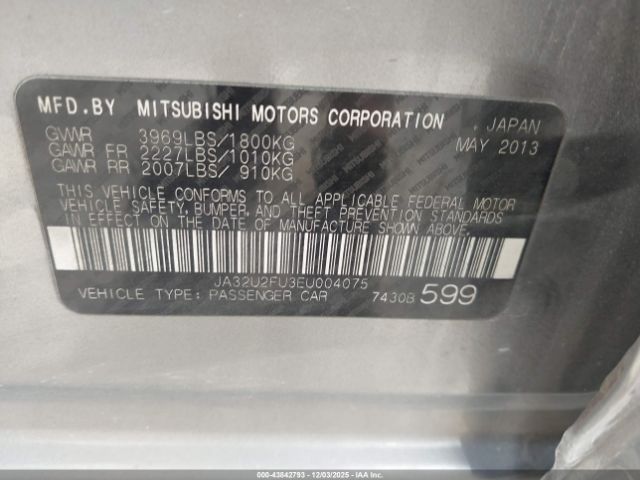 MFD.BY MITSUBISHI MOTORS CORPORATION , JAPAN
GVWR 3969LBS/1800KG MAY 2013
GAWR FR 2227LBS/1010KG
GAWR RR 2007LBS/ 910KG
THIS VEHICLE CONFORMS TO ALL APPLICABLE FEDERAL MOTOR
VEHICLE SAFETY, BUMPER, AND THEFT PREVENTION STANDARDS
IN EFFECT ON THE DATE OF MANUFACTURE SHOWN ABOVE.
JA32U2FU3EU004075
VEHICLE TYPE: PASSENGER CAR 7430B 599
000-43842793 - 12/03/2025 - IAAI.COM